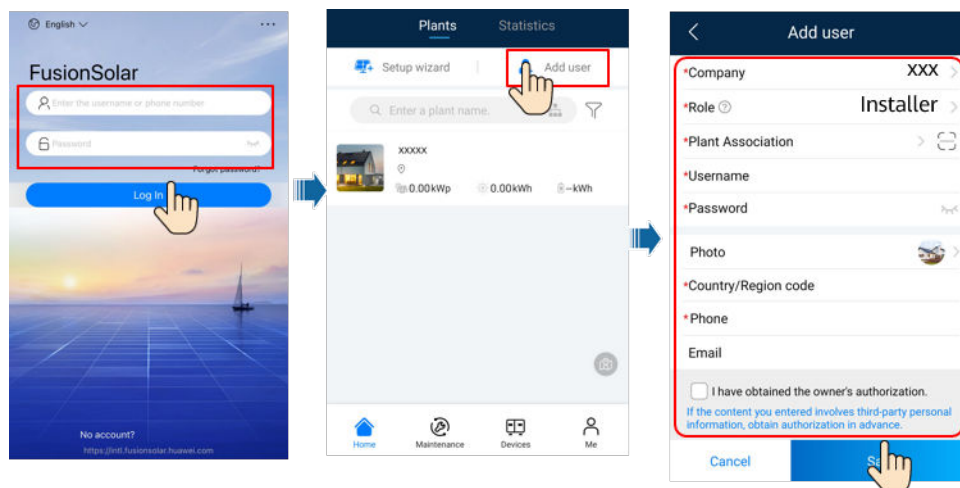 English
...
FusionSolar
Enter the username or phone number
Password
Forgot password?
Log In
No account?
https://intl.fusionsolar.huawei.com
Plants Statistics
Setup wizard Add user
Enter a plant name.
xxxxx
0.00kWp 0.00kWh –kWh
Home Maintenance Devices Me
Add user
*Company XXX
*Role Installer
*Plant Association
*Username
*Password
Photo
*Country/Region code
*Phone
Email
I have obtained the owner's authorization.
If the content you entered involves third-party personal
information, obtain authorization in advance.
Cancel